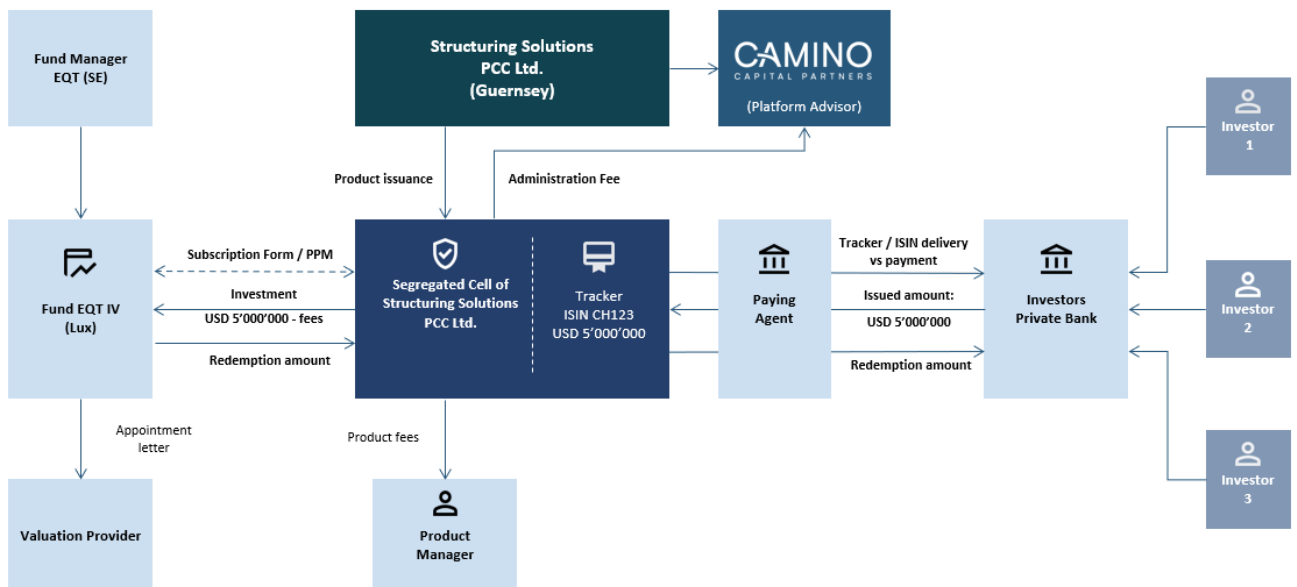 Fund Manager
EQT (SE)
Structuring Solutions
PCC Ltd.
(Guernsey)
CAMINO
CAPITAL PARTNERS
(Platform Advisor)
Investor
1
Product issuance
Administration Fee
Fund EQT IV
(Lux)
Subscription Form / PPM
Investment
USD 5’000’000 - fees
Redemption amount
Segregated Cell of
Structuring Solutions
PCC Ltd.
Tracker
ISIN CH123
USD 5’000’000
Paying
Agent
Tracker / ISIN delivery
vs payment
Issued amount:
USD 5’000’000
Redemption amount
Investors
Private Bank
Investor
2
Appointment
letter
Product fees
Investor
3
Valuation Provider
Product
Manager